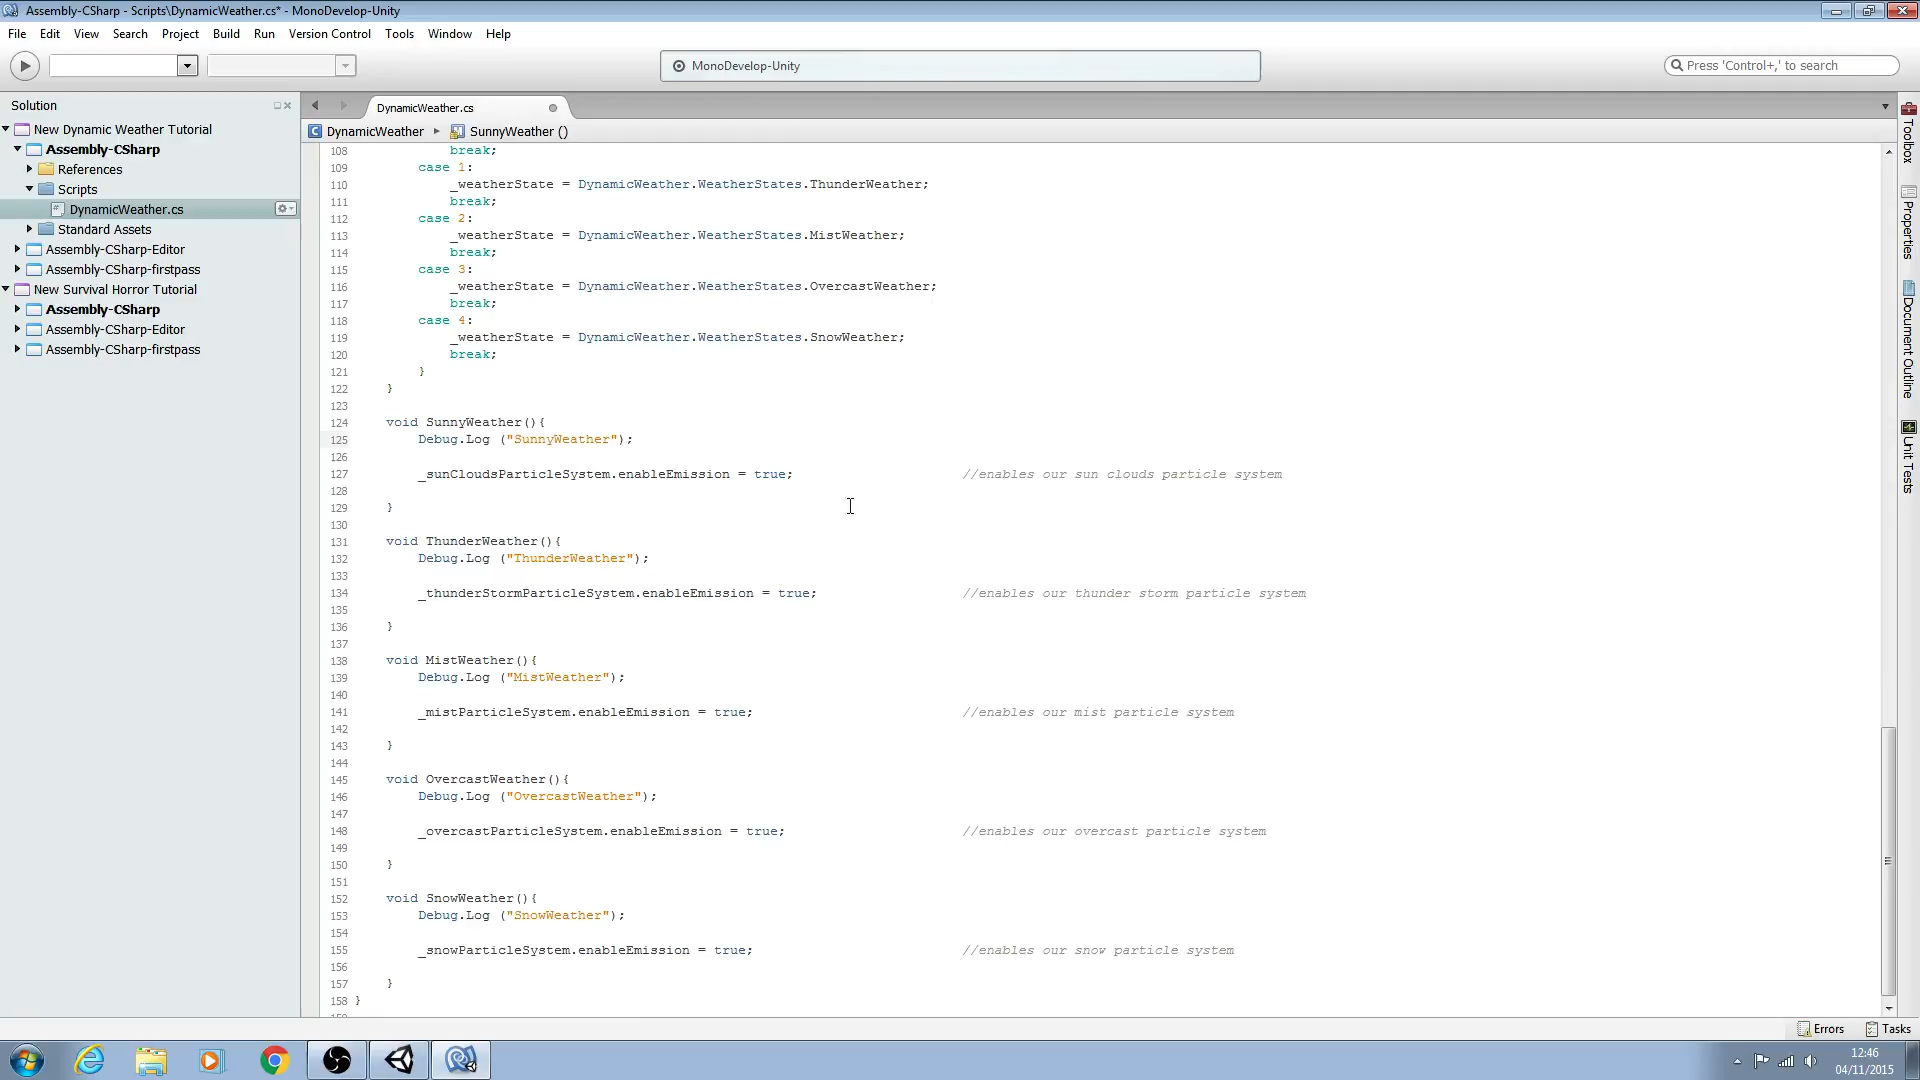 Assembly-CSharp - Scripts\DynamicWeather.cs* - MonoDevelop-Unity
File Edit View Search Project Build Run Version Control Tools Window Help
MonoDevelop-Unity
Press 'Control+,' to search
Solution
New Dynamic Weather Tutorial
Assembly-CSharp
References
Scripts
DynamicWeather.cs
Standard Assets
Assembly-CSharp-Editor
Assembly-CSharp-firstpass
New Survival Horror Tutorial
Assembly-CSharp
Assembly-CSharp-Editor
Assembly-CSharp-firstpass
DynamicWeather.cs
DynamicWeather SunnyWeather ()
108 break;
109 case 1:
110 _weatherState = DynamicWeather.WeatherStates.ThunderWeather;
111 break;
112 case 2:
113 _weatherState = DynamicWeather.WeatherStates.MistWeather;
114 break;
115 case 3:
116 _weatherState = DynamicWeather.WeatherStates.OvercastWeather;
117 break;
118 case 4:
119 _weatherState = DynamicWeather.WeatherStates.SnowWeather;
120 break;
121 }
122 }
123
124 void SunnyWeather(){
125 Debug.Log ("SunnyWeather");
126
127 _sunCloudsParticleSystem.enableEmission = true; //enables our sun clouds particle system
128
129 }
130
131 void ThunderWeather(){
132 Debug.Log ("ThunderWeather");
133
134 _thunderStormParticleSystem.enableEmission = true; //enables our thunder storm particle system
135
136 }
137
138 void MistWeather(){
139 Debug.Log ("MistWeather");
140
141 _mistParticleSystem.enableEmission = true; //enables our mist particle system
142
143 }
144
145 void OvercastWeather(){
146 Debug.Log ("OvercastWeather");
147
148 _overcastParticleSystem.enableEmission = true; //enables our overcast particle system
149
150 }
151
152 void SnowWeather(){
153 Debug.Log ("SnowWeather");
154
155 _snowParticleSystem.enableEmission = true; //enables our snow particle system
156
157 }
158 }
Toolbox
Properties
Document Outline
Unit Tests
Errors Tasks
12:46
04/11/2015